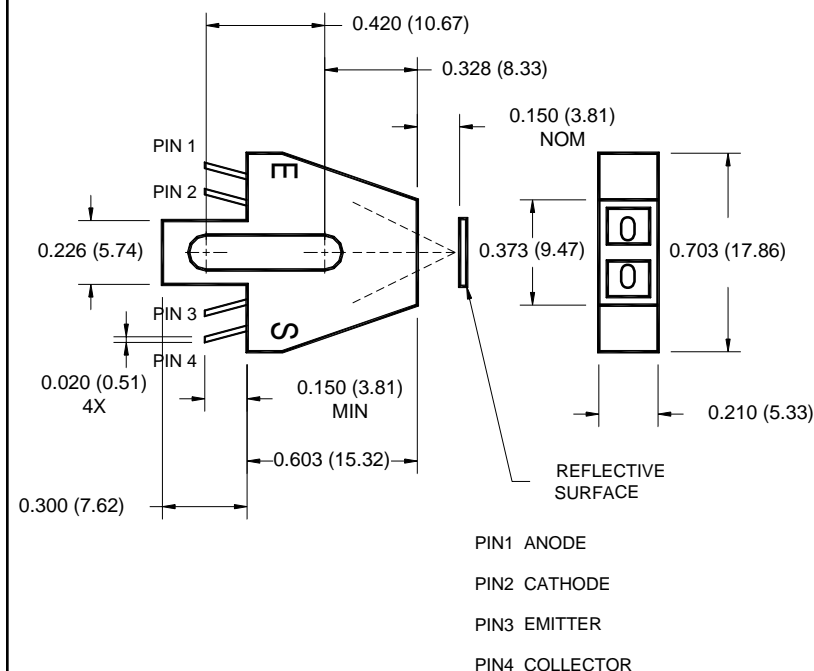 0.420 (10.67)
0.328 (8.33)
0.150 (3.81)
NOM
PIN 1
E
PIN 2
0.226 (5.74)
0.373 (9.47)
0.703 (17.86)
0
0
PIN 3
S
PIN 4
0.020 (0.51)
4X
0.150 (3.81)
MIN
0.210 (5.33)
0.603 (15.32)
REFLECTIVE
SURFACE
0.300 (7.62)
PIN1 ANODE
PIN2 CATHODE
PIN3 EMITTER
PIN4 COLLECTOR